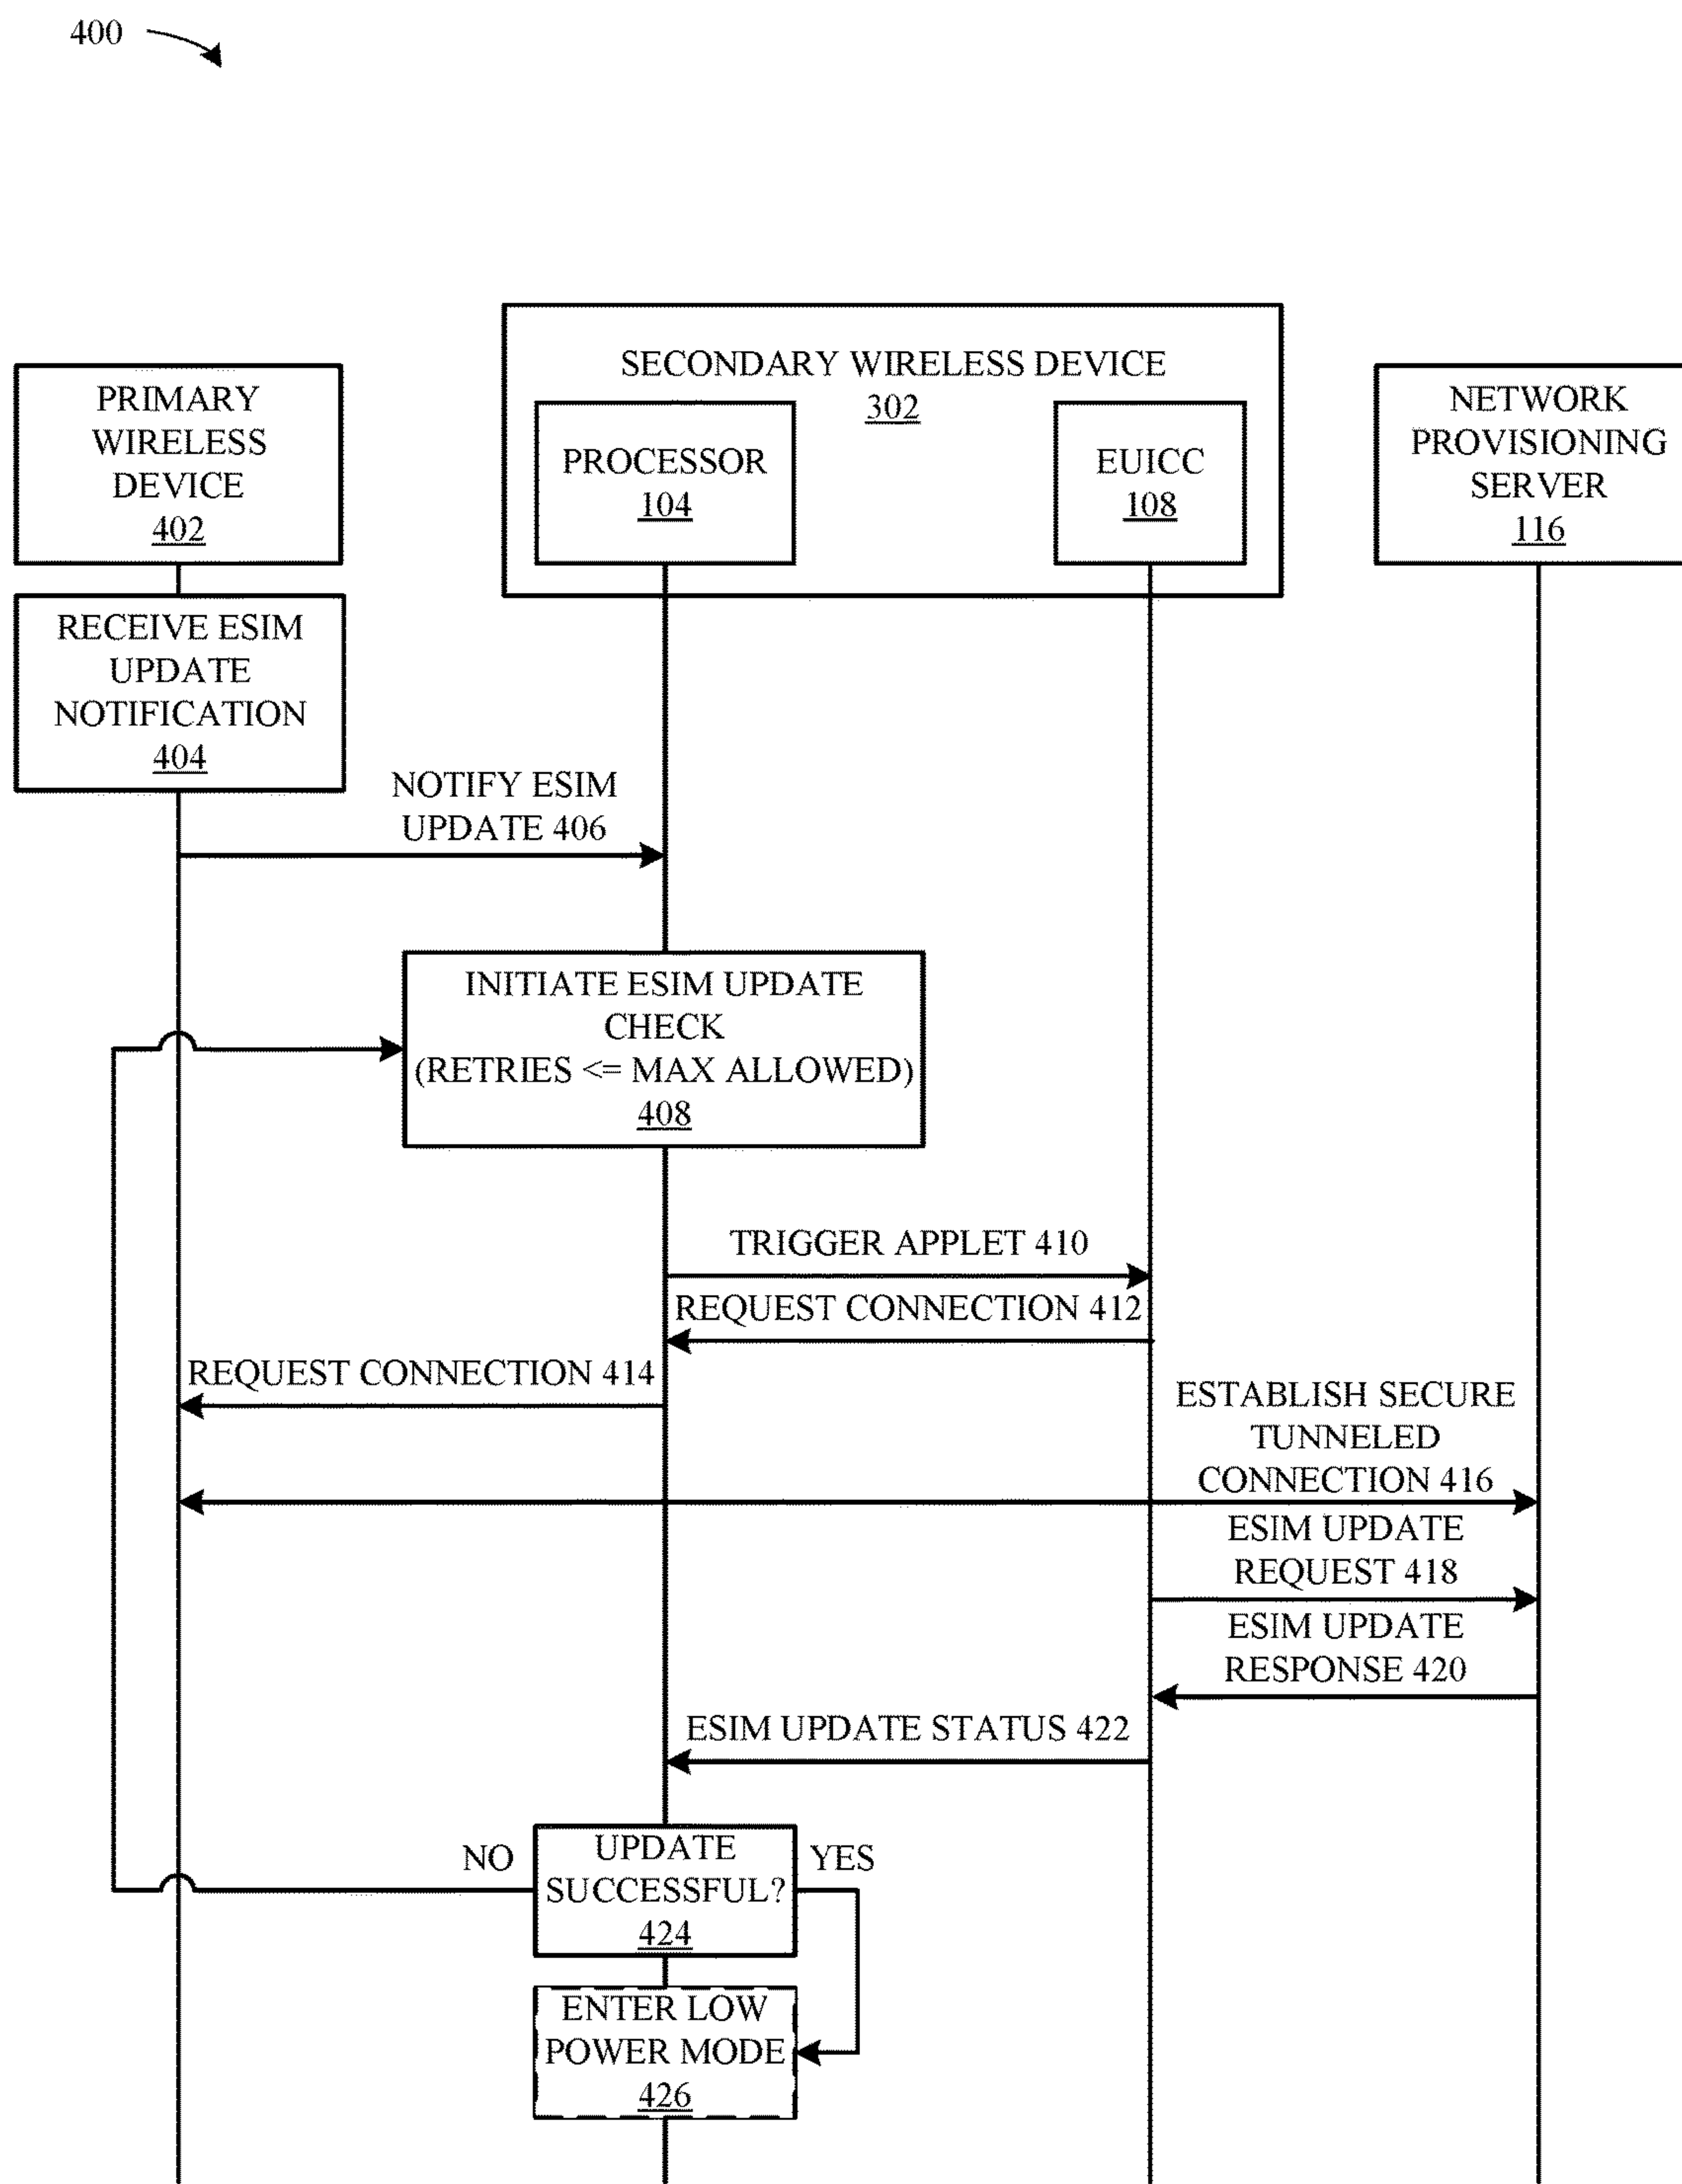 400
SECONDARY WIRELESS DEVICE
302
PRIMARY
WIRELESS
DEVICE
402
PROCESSOR
104
EUICC
108
NETWORK
PROVISIONING
SERVER
116
RECEIVE ESIM
UPDATE
NOTIFICATION
404
NOTIFY ESIM
UPDATE 406
INITIATE ESIM UPDATE
CHECK
(RETRIES <= MAX ALLOWED)
408
TRIGGER APPLET 410
REQUEST CONNECTION 412
REQUEST CONNECTION 414
ESTABLISH SECURE
TUNNELED
CONNECTION 416
ESIM UPDATE
REQUEST 418
ESIM UPDATE
RESPONSE 420
ESIM UPDATE STATUS 422
NO
UPDATE
SUCCESSFUL?
424
YES
ENTER LOW
POWER MODE
426